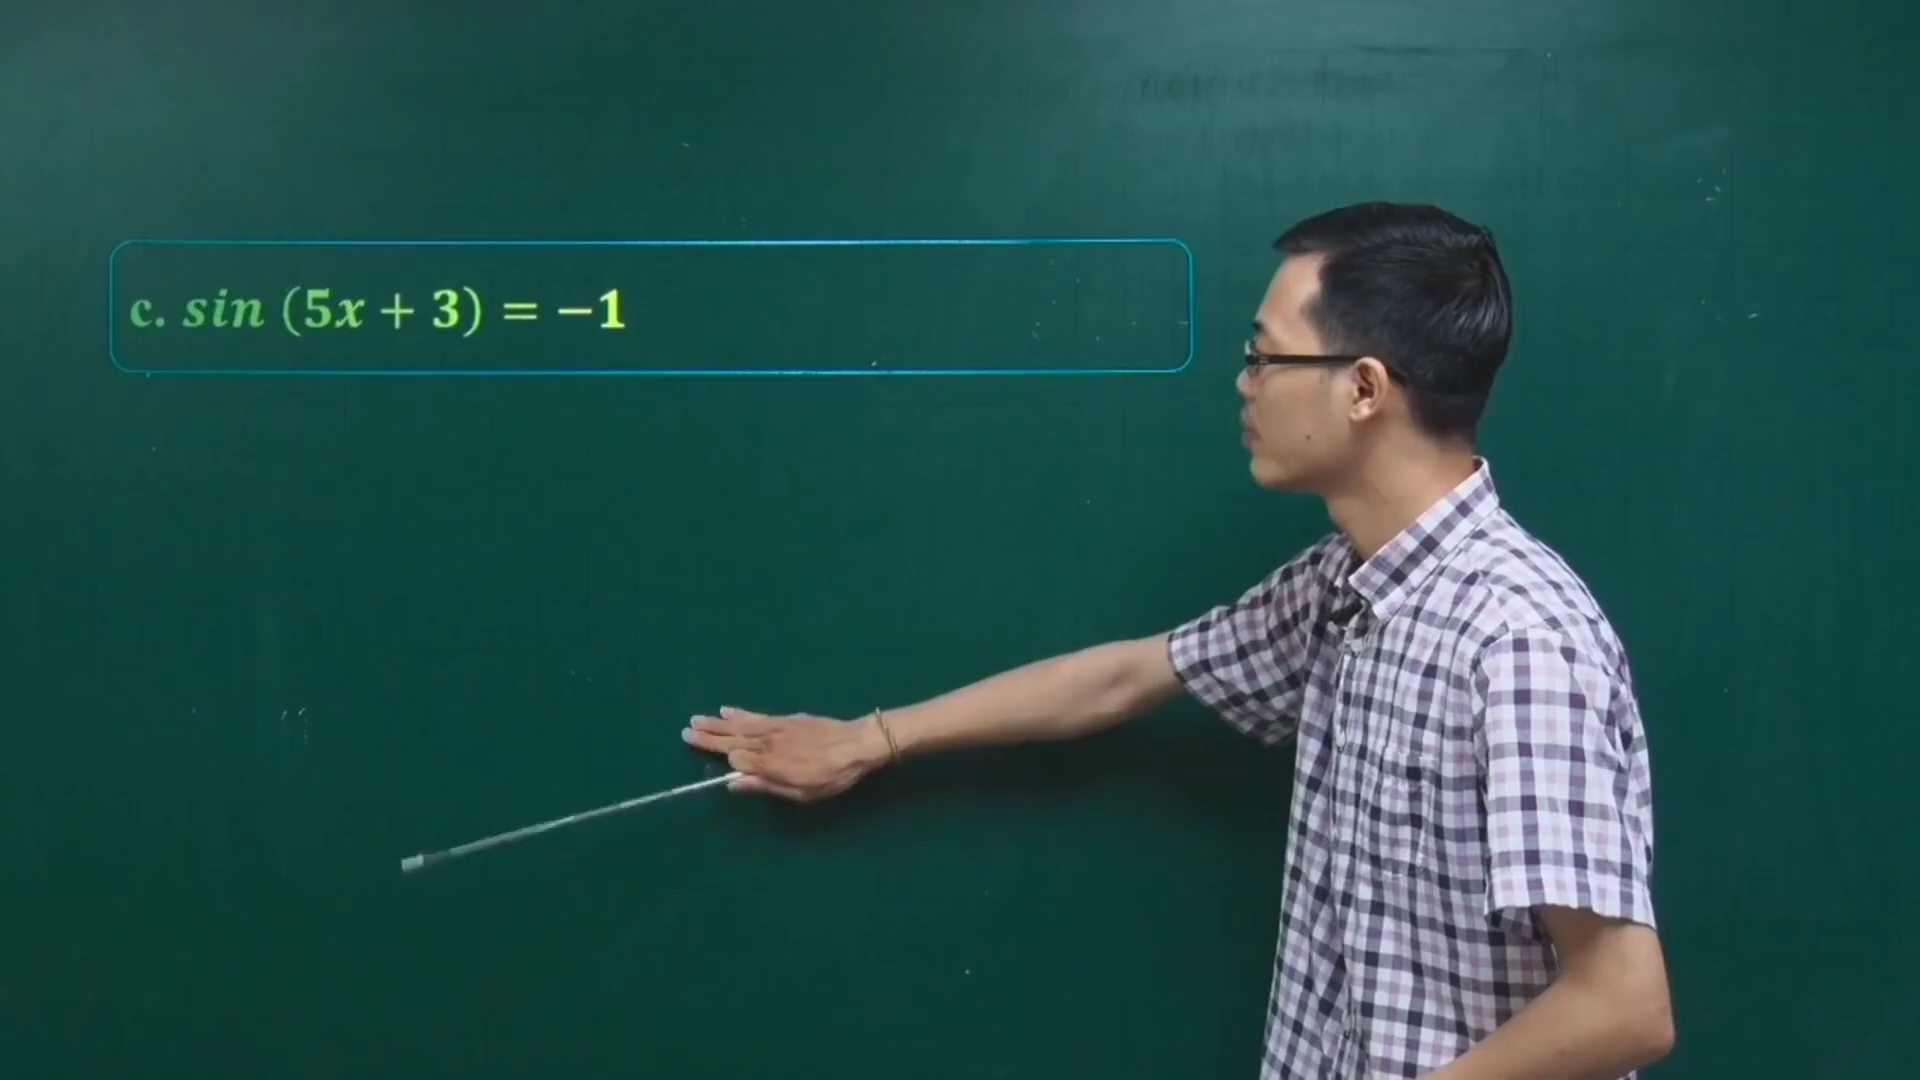 c. sin (5x + 3) = −1